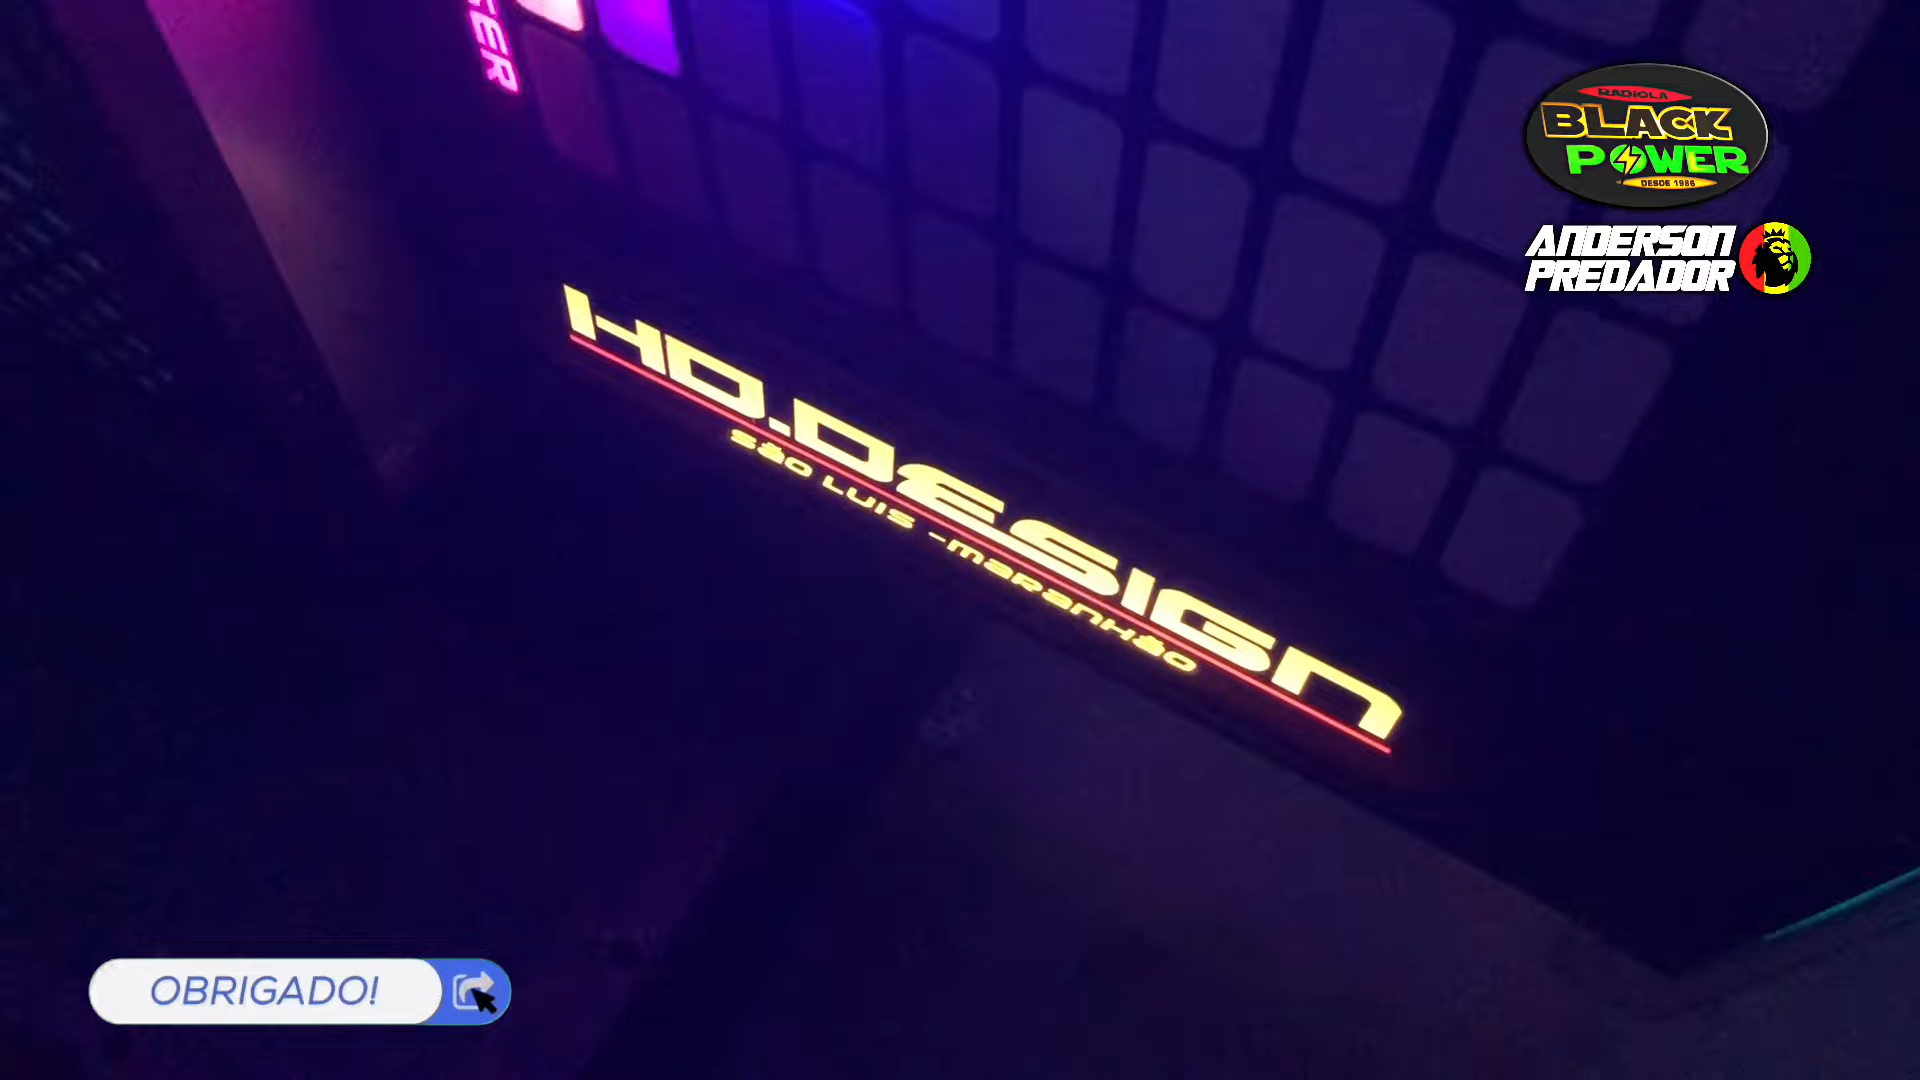 RADIOLA
BLACK
POWER
DESDE 1986
ANDERSON
PREDADOR
HD.DESIGN
SÃO LUIS - MARANHÃO
OBRIGADO!